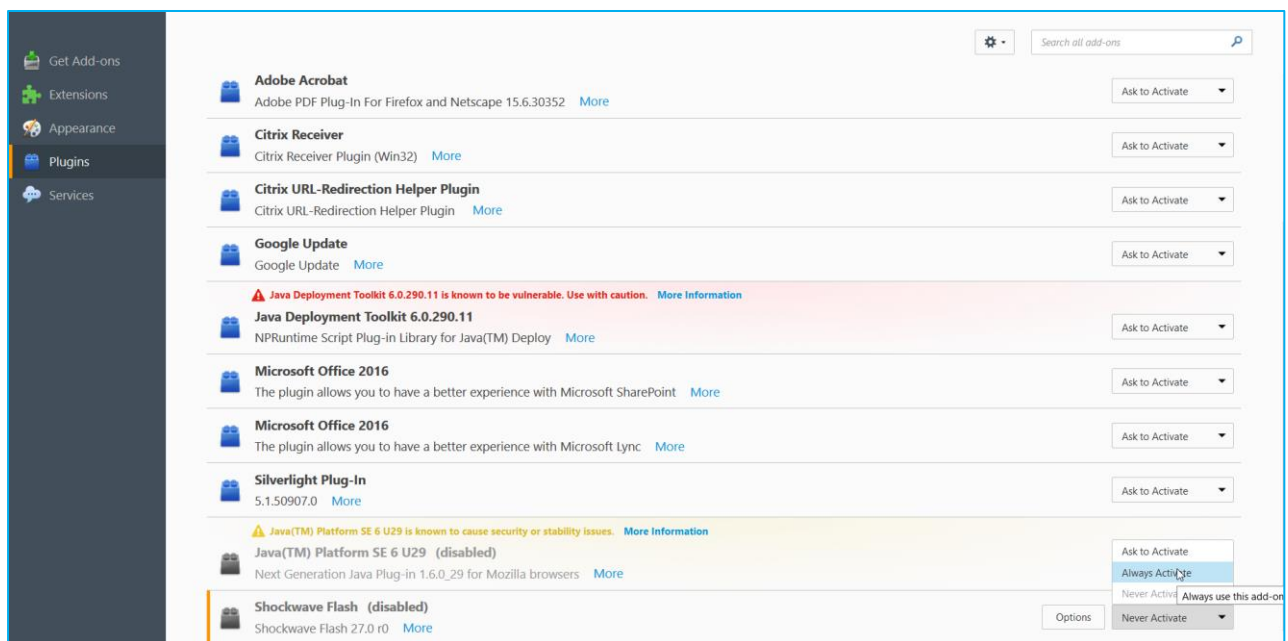 Search all add-ons
Get Add-ons
Extensions
Appearance
Plugins
Services
Adobe Acrobat
Adobe PDF Plug-In For Firefox and Netscape 15.6.30352 More
Ask to Activate
Citrix Receiver
Citrix Receiver Plugin (Win32) More
Ask to Activate
Citrix URL-Redirection Helper Plugin
Citrix URL-Redirection Helper Plugin More
Ask to Activate
Google Update
Google Update More
Ask to Activate
Java Deployment Toolkit 6.0.290.11 is known to be vulnerable. Use with caution. More Information
Java Deployment Toolkit 6.0.290.11
NPRuntime Script Plug-in Library for Java(TM) Deploy More
Ask to Activate
Microsoft Office 2016
The plugin allows you to have a better experience with Microsoft SharePoint More
Ask to Activate
Microsoft Office 2016
The plugin allows you to have a better experience with Microsoft Lync More
Ask to Activate
Silverlight Plug-In
5.1.50907.0 More
Ask to Activate
Java(TM) Platform SE 6 U29 is known to cause security or stability issues. More Information
Java(TM) Platform SE 6 U29 (disabled)
Next Generation Java Plug-in 1.6.0_29 for Mozilla browsers More
Ask to Activate
Always Activate
Never
Always use this add-on
Shockwave Flash (disabled)
Shockwave Flash 27.0 r0 More
Options
Never Activate